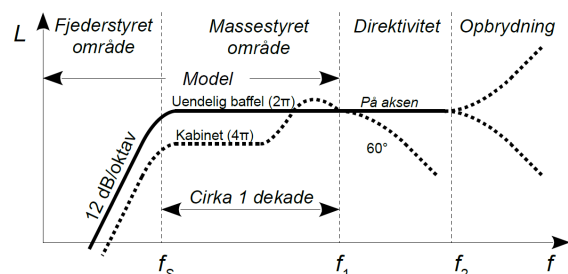 Fjederstyret
område
Massestyret
område
Direktivitet
Opbrydning
L
Model
Uendelig baffel (2π)
På aksen
Kabinet (4π)
60°
12 dB/oktav
Cirka 1 dekade
fS
f1
f2
f